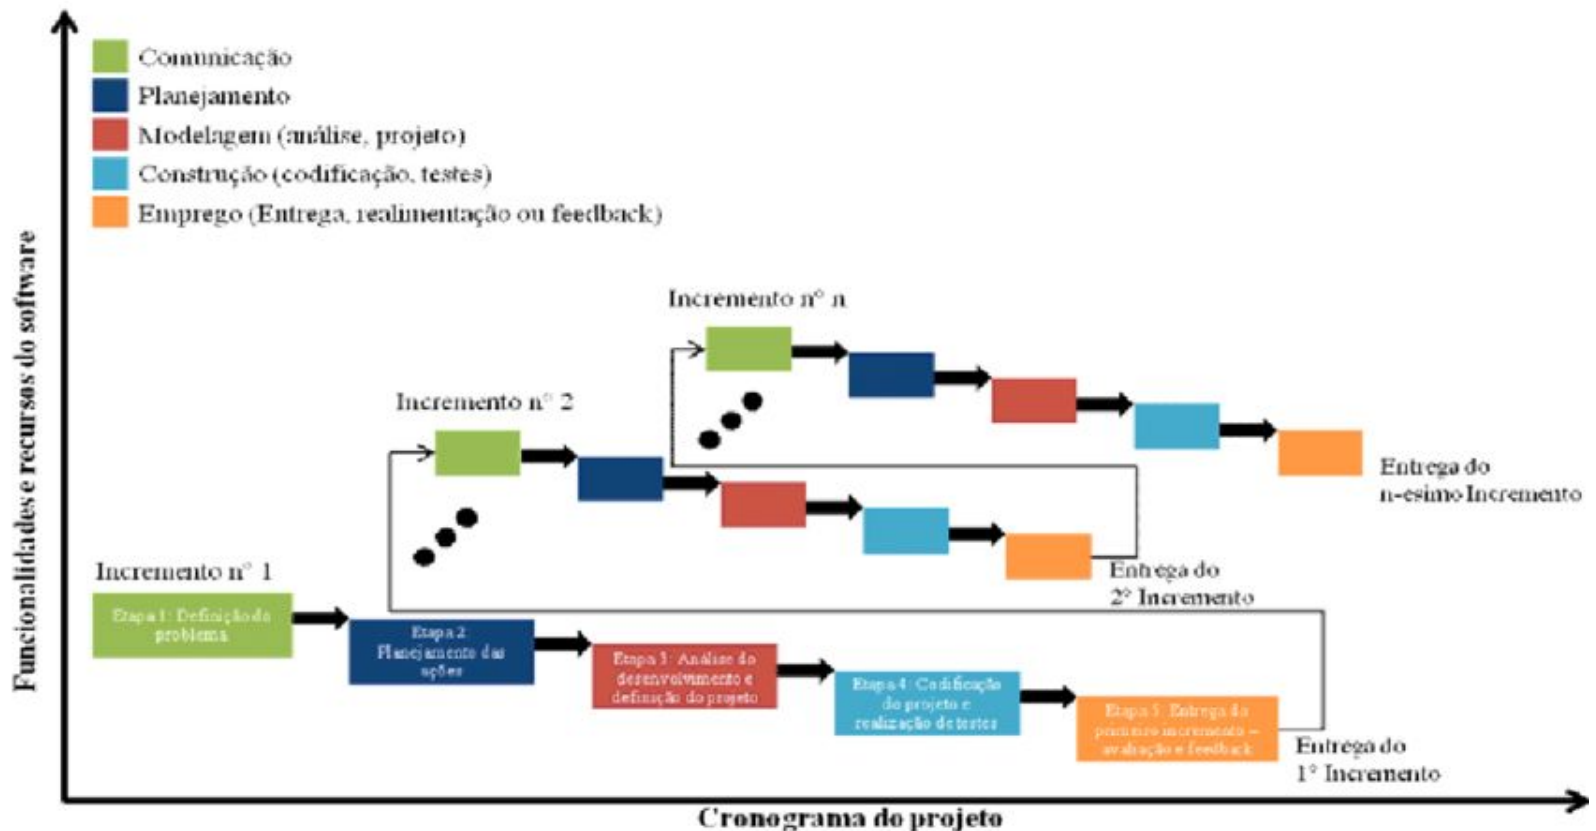 Comunicação
Planejamento
Modelagem (análise, projeto)
Construção (codificação, testes)
Emprego (Entrega, realimentação ou feedback)
Funcionalidades e recursos do software
Incremento n° n
Entrega do
n-esimo Incremento
Incremento n° 2
Entrega do
2° Incremento
Incremento n° 1
Etapa 1: Definição do
problema
Etapa 2
Planejamento das
ações
Etapa 3: Análise do
desenvolvimento e
definição do projeto
Etapa 4: Codificação
do projeto e
realização de testes
Etapa 5: Entrega do
primeiro incremento –
avaliação e feedback
Entrega do
1° Incremento
Cronograma do projeto